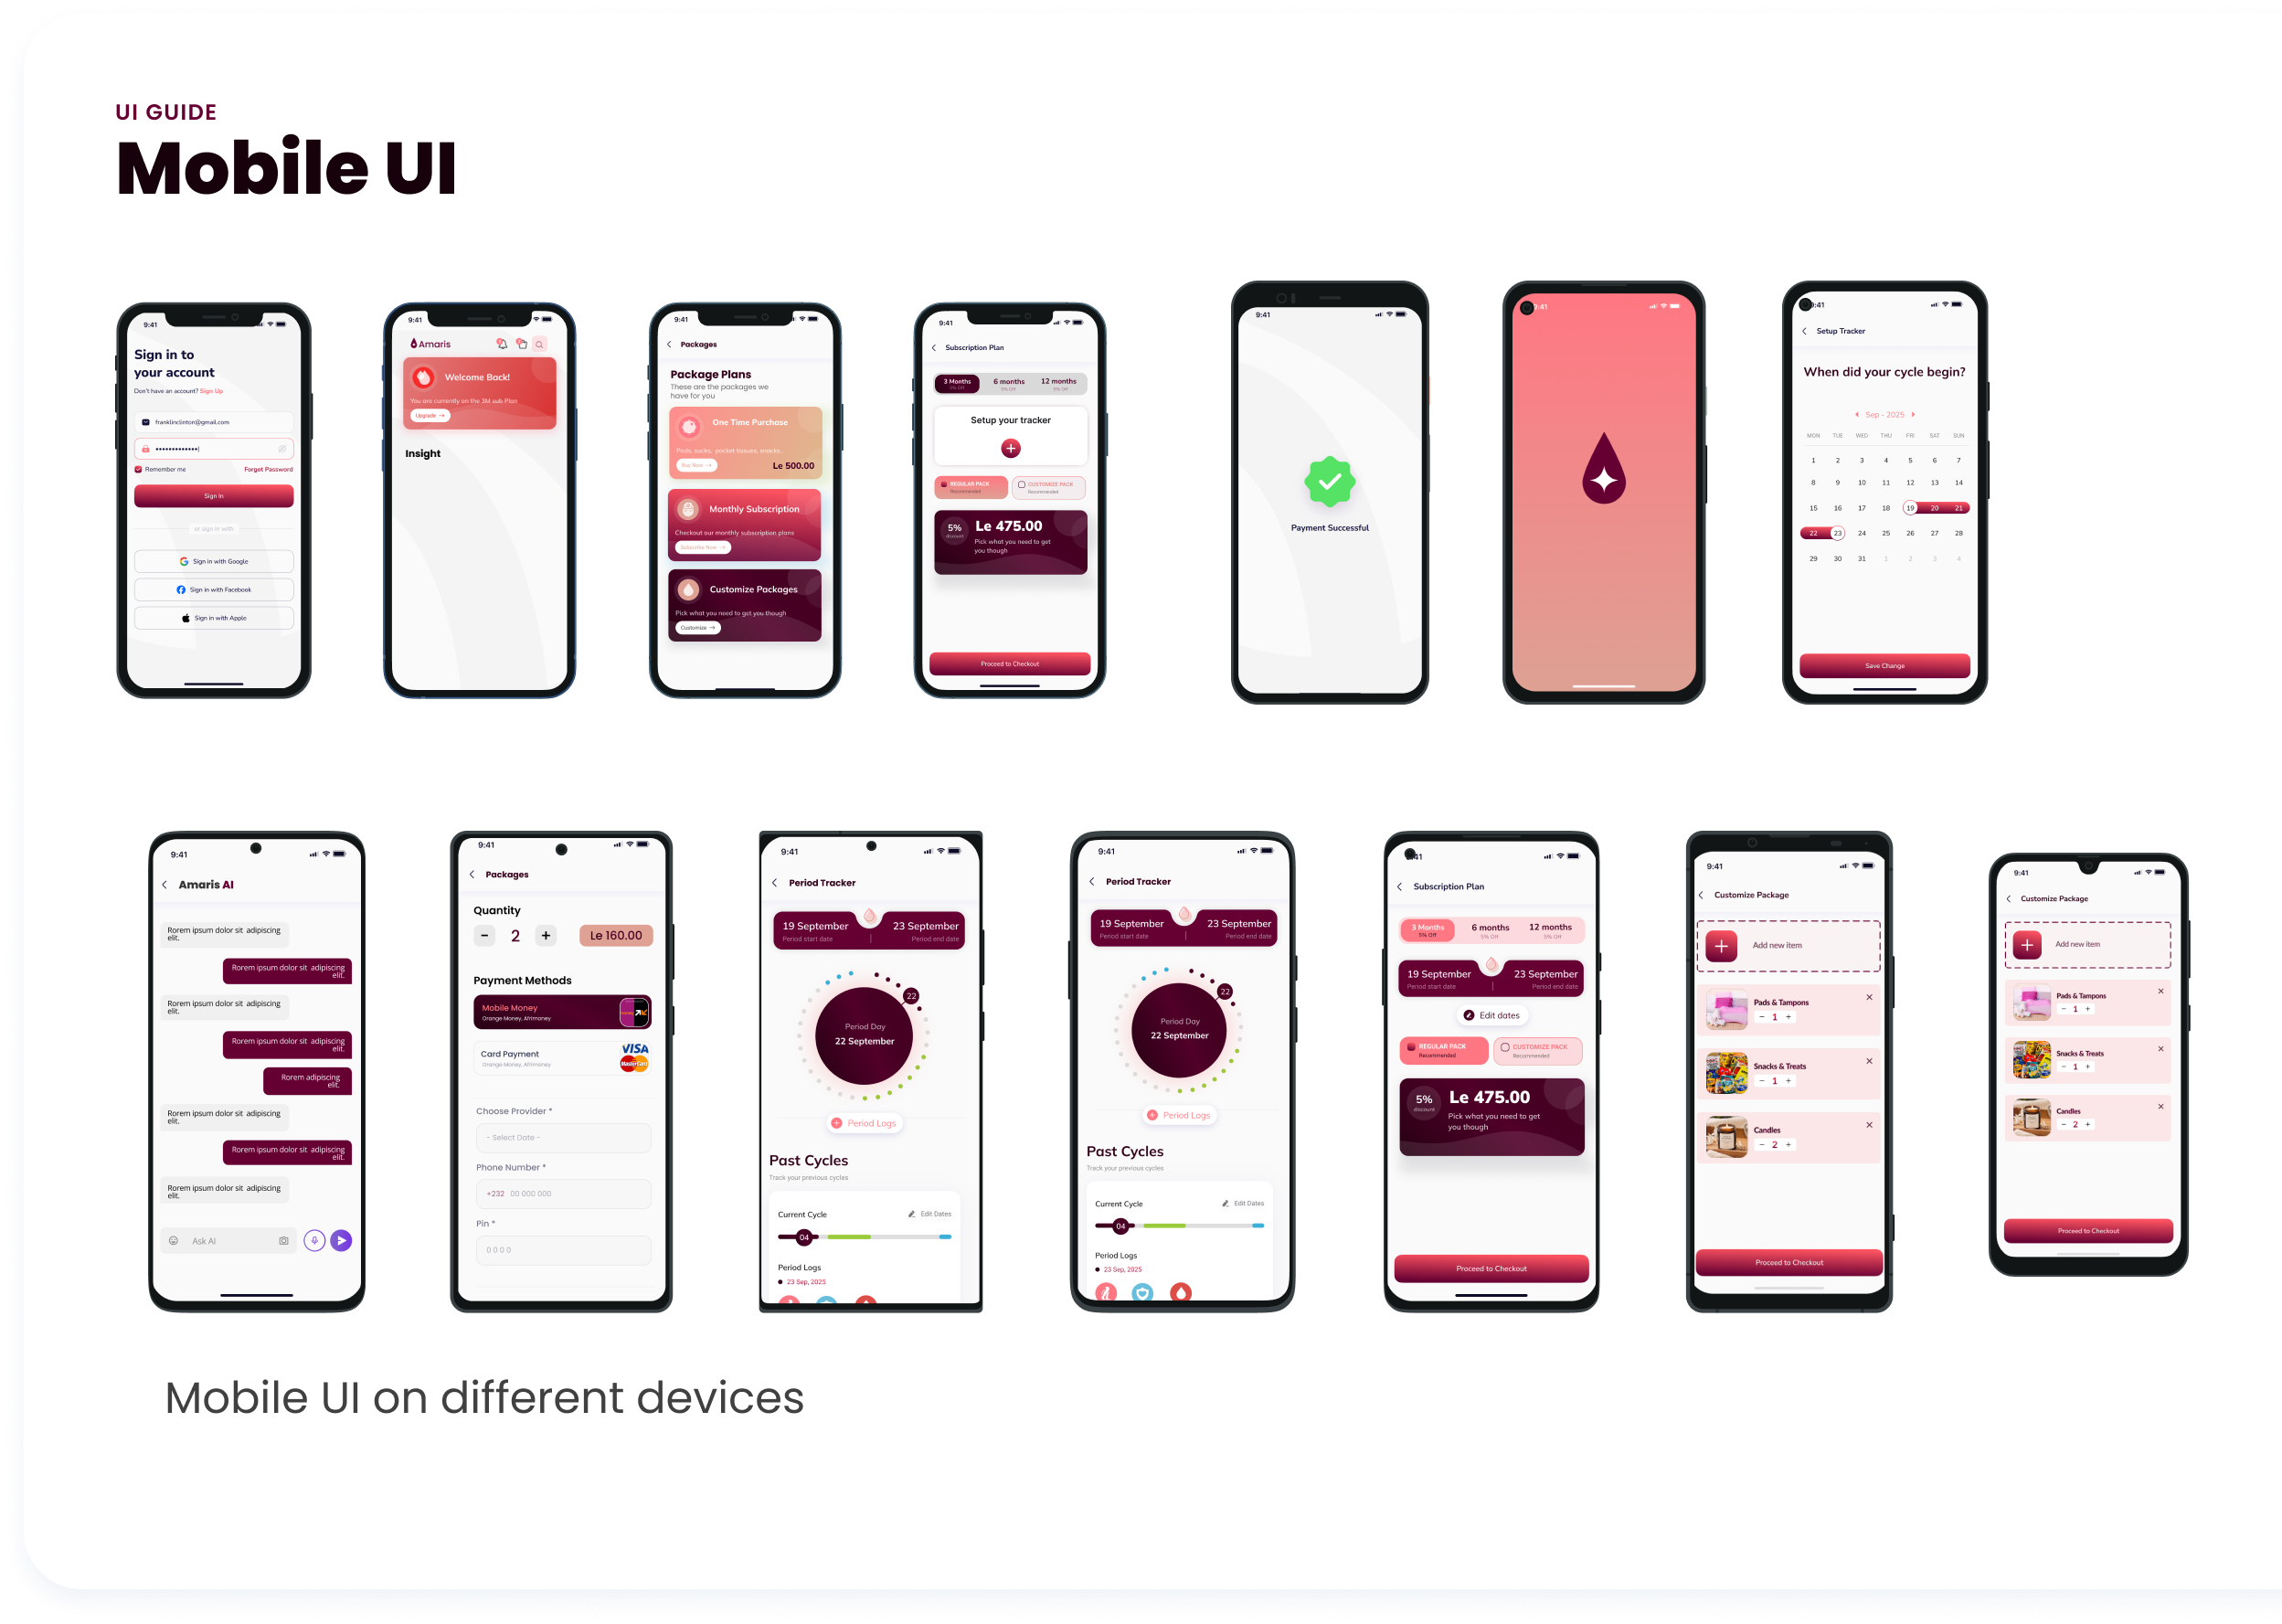 UI GUIDE
Mobile UI
9:41
Sign in to
your account
Don't have an account? Sign Up
franklinclinton@gmail.com
Remember me
Forgot Password
Sign In
or sign in with
Sign in with Google
Sign in with Facebook
Sign in with Apple
9:41
Amaris
Welcome Back!
You are currently on the 3M sub Plan
Upgrade →
Insight
9:41
Packages
Package Plans
These are the packages we
have for you
One Time Purchase
Pads, sucks, pocket tissues, snacks,
Buy Now →
Le 500.00
Monthly Subscription
Checkout our monthly subscription plans
Subscribe Now →
Customize Packages
Pick what you need to get you though
Customize →
9:41
Subscription Plan
3 Months 6 months 12 months
5% Off 5% Off 5% Off
Setup your tracker
REGULAR PACK
Recommended
CUSTOMIZE PACK
Recommended
5%
discount
Le 475.00
Pick what you need to get
you though
Proceed to Checkout
9:41
Payment Successful
9:41
9:41
Setup Tracker
When did your cycle begin?
Sep - 2025
MON TUE WED THU FRI SAT SUN
1 2 3 4 5 6 7
8 9 10 11 12 13 14
15 16 17 18 19 20 21
22 23 24 25 26 27 28
29 30 31 1 2 3 4
Save Change
9:41
Amaris AI
Rorem ipsum dolor sit adipiscing
elit.
Rorem ipsum dolor sit adipiscing
elit.
Rorem ipsum dolor sit adipiscing
elit.
Rorem ipsum dolor sit adipiscing
elit.
Rorem adipiscing
elit.
Rorem ipsum dolor sit adipiscing
elit.
Rorem ipsum dolor sit adipiscing
elit.
Rorem ipsum dolor sit adipiscing
elit.
Ask AI
9:41
Packages
Quantity
- 2 +
Le 160.00
Payment Methods
Mobile Money
Orange Money, Afrimoney
Card Payment
Orange Money, Afrimoney
VISA
MasterCard
Choose Provider *
- Select Date -
Phone Number *
+232 00 000 000
Pin *
0 0 0 0
9:41
Period Tracker
19 September 23 September
Period start date Period end date
22
Period Day
22 September
Period Logs
Past Cycles
Track your previous cycles
Current Cycle
Edit Dates
04
Period Logs
23 Sep, 2025
9:41
Period Tracker
19 September 23 September
Period start date Period end date
22
Period Day
22 September
Period Logs
Past Cycles
Track your previous cycles
Current Cycle
Edit Dates
04
Period Logs
23 Sep, 2025
9:41
Subscription Plan
3 Months 6 months 12 months
5% Off 5% Off 5% Off
19 September 23 September
Period start date Period end date
Edit dates
REGULAR PACK
Recommended
CUSTOMIZE PACK
Recommended
5%
discount
Le 475.00
Pick what you need to get
you though
Proceed to Checkout
9:41
Customize Package
Add new item
Pads & Tampons
- 1 +
Snacks & Treats
- 1 +
Candles
- 2 +
Proceed to Checkout
9:41
Customize Package
Add new item
Pads & Tampons
- 1 +
Snacks & Treats
- 1 +
Candles
- 2 +
Proceed to Checkout
Mobile UI on different devices